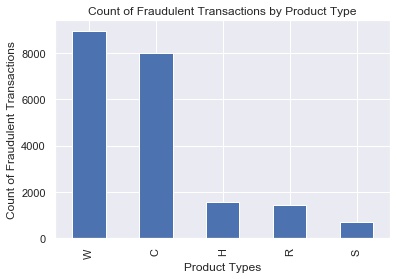 Count of Fraudulent Transactions by Product Type
Count of Fraudulent Transactions
8000
6000
4000
2000
0
W
C
H
R
S
Product Types